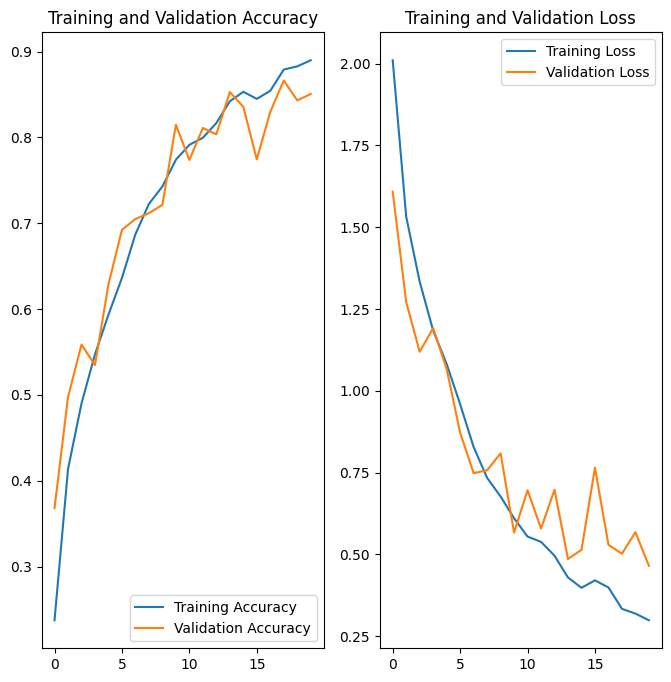 Training and Validation Accuracy
0.9
0.8
0.7
0.6
0.5
0.4
0.3
Training Accuracy
Validation Accuracy
0 5 10 15
Training and Validation Loss
Training Loss
Validation Loss
2.00
1.75
1.50
1.25
1.00
0.75
0.50
0.25
0 5 10 15